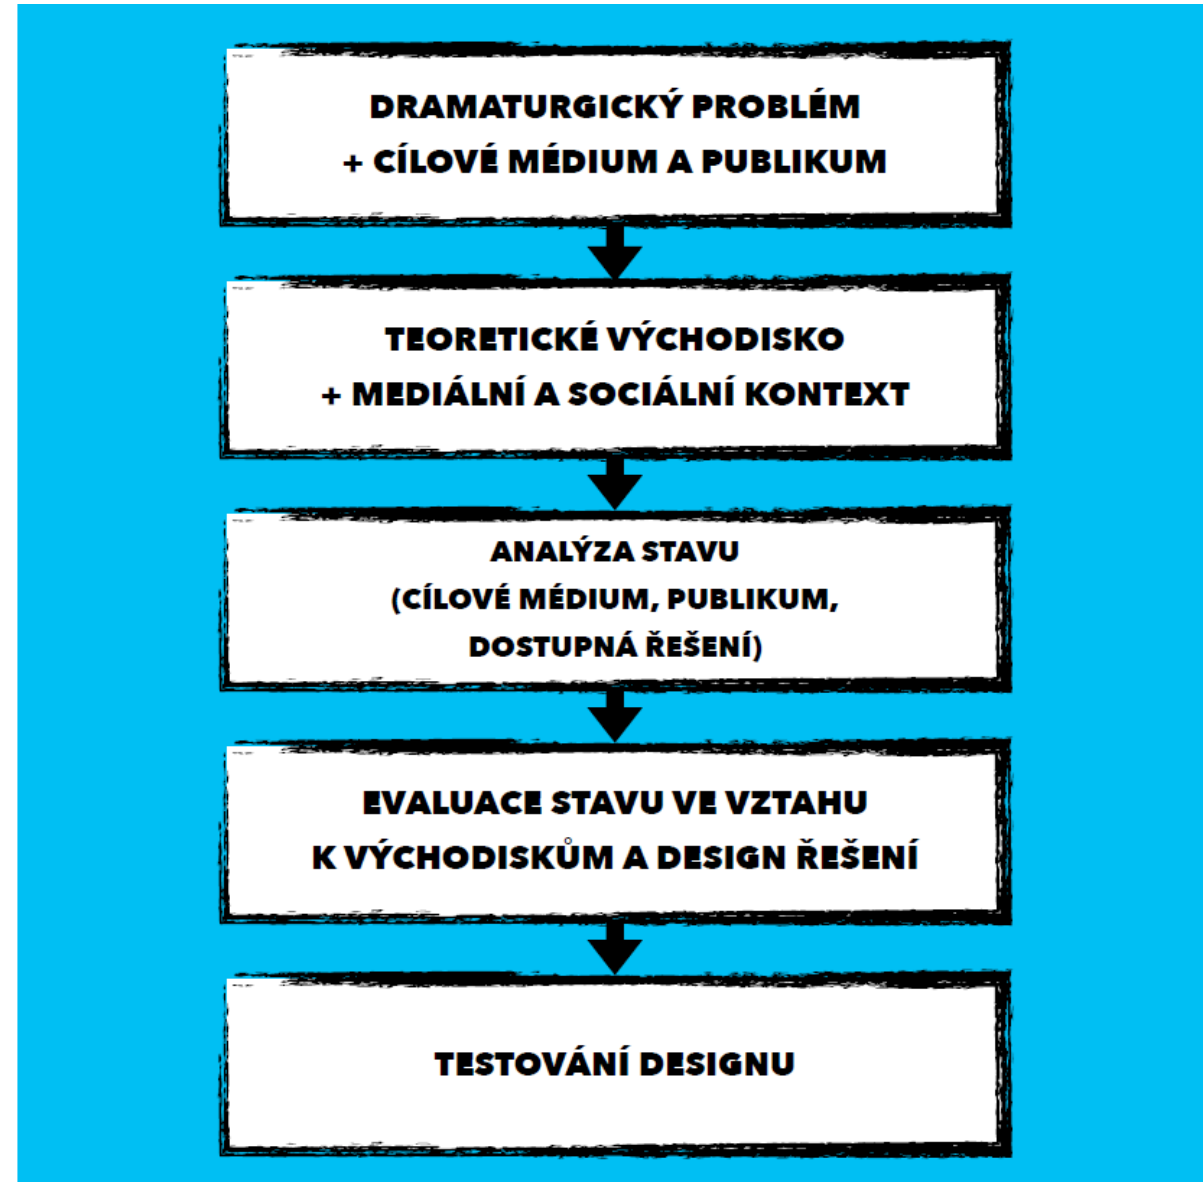 DRAMATURGICKÝ PROBLÉM
+ CÍLOVÉ MÉDIUM A PUBLIKUM
TEORETICKÉ VÝCHODISKO
+ MEDIÁLNÍ A SOCIÁLNÍ KONTEXT
ANALÝZA STAVU
(CÍLOVÉ MÉDIUM, PUBLIKUM,
DOSTUPNÁ ŘEŠENÍ)
EVALUACE STAVU VE VZTAHU
K VÝCHODISKŮM A DESIGN ŘEŠENÍ
TESTOVÁNÍ DESIGNU